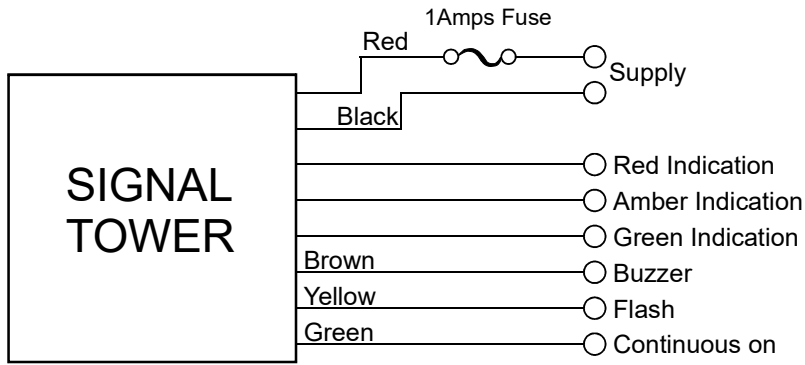 1Amps Fuse
Red
Supply
Black
SIGNAL
TOWER
Red Indication
Amber Indication
Green Indication
Brown
Buzzer
Yellow
Flash
Green
Continuous on